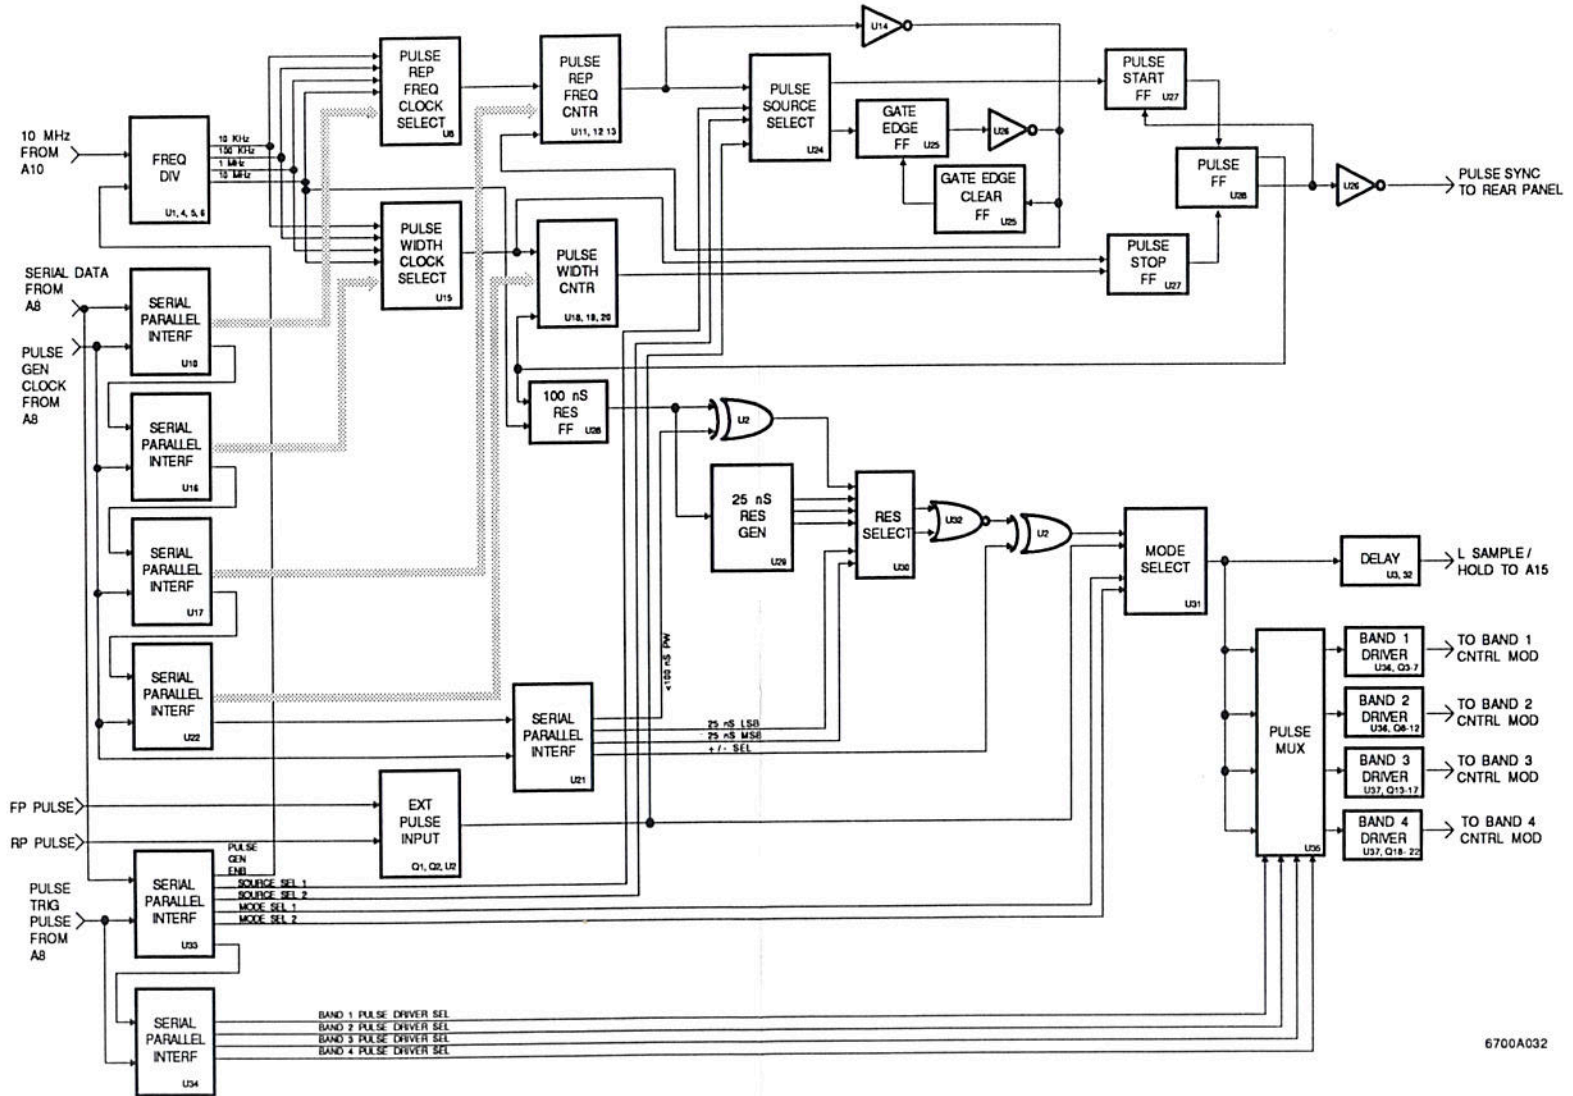 10 MHz
FROM
A10
FREQ
DIV
U1, 4, 5, 6
10 KHz
100 KHz
1 MHz
10 MHz
PULSE
REP
FREQ
CLOCK
SELECT
PULSE
REP
FREQ
CNTR
U11, 12 13
U14
PULSE
SOURCE
SELECT
U24
GATE
EDGE
FF
U25
U26
GATE EDGE
CLEAR
FF
U25
PULSE
START
FF
U27
PULSE
FF
U28
U26
PULSE SYNC
TO REAR PANEL
PULSE
STOP
FF
U27
PULSE
WIDTH
CLOCK
SELECT
U15
PULSE
WIDTH
CNTR
U18, 19, 20
SERIAL DATA
FROM
A8
PULSE
GEN
CLOCK
FROM
A8
SERIAL
PARALLEL
INTERF
U10
SERIAL
PARALLEL
INTERF
U16
SERIAL
PARALLEL
INTERF
U17
SERIAL
PARALLEL
INTERF
U22
100 nS
RES
FF
U28
U2
25 nS
RES
GEN
U29
RES
SELECT
U30
U32
U2
MODE
SELECT
U31
DELAY
U3, 32
L SAMPLE /
HOLD TO A15
<100 nS PW
SERIAL
PARALLEL
INTERF
U21
25 nS LSB
25 nS MSB
+ / - SEL
PULSE
MUX
U35
BAND 1
DRIVER
U36, Q3-7
TO BAND 1
CNTRL MOD
BAND 2
DRIVER
U36, Q8-12
TO BAND 2
CNTRL MOD
BAND 3
DRIVER
U37, Q13-17
TO BAND 3
CNTRL MOD
BAND 4
DRIVER
U37, Q18- 22
TO BAND 4
CNTRL MOD
FP PULSE
RP PULSE
EXT
PULSE
INPUT
Q1, Q2, U2
PULSE
TRIG
PULSE
FROM
A8
SERIAL
PARALLEL
INTERF
U33
PULSE
GEN
ENB
SOURCE SEL 1
SOURCE SEL 2
MODE SEL 1
MODE SEL 2
SERIAL
PARALLEL
INTERF
U34
BAND 1 PULSE DRIVER SEL
BAND 2 PULSE DRIVER SEL
BAND 3 PULSE DRIVER SEL
BAND 4 PULSE DRIVER SEL
6700A032